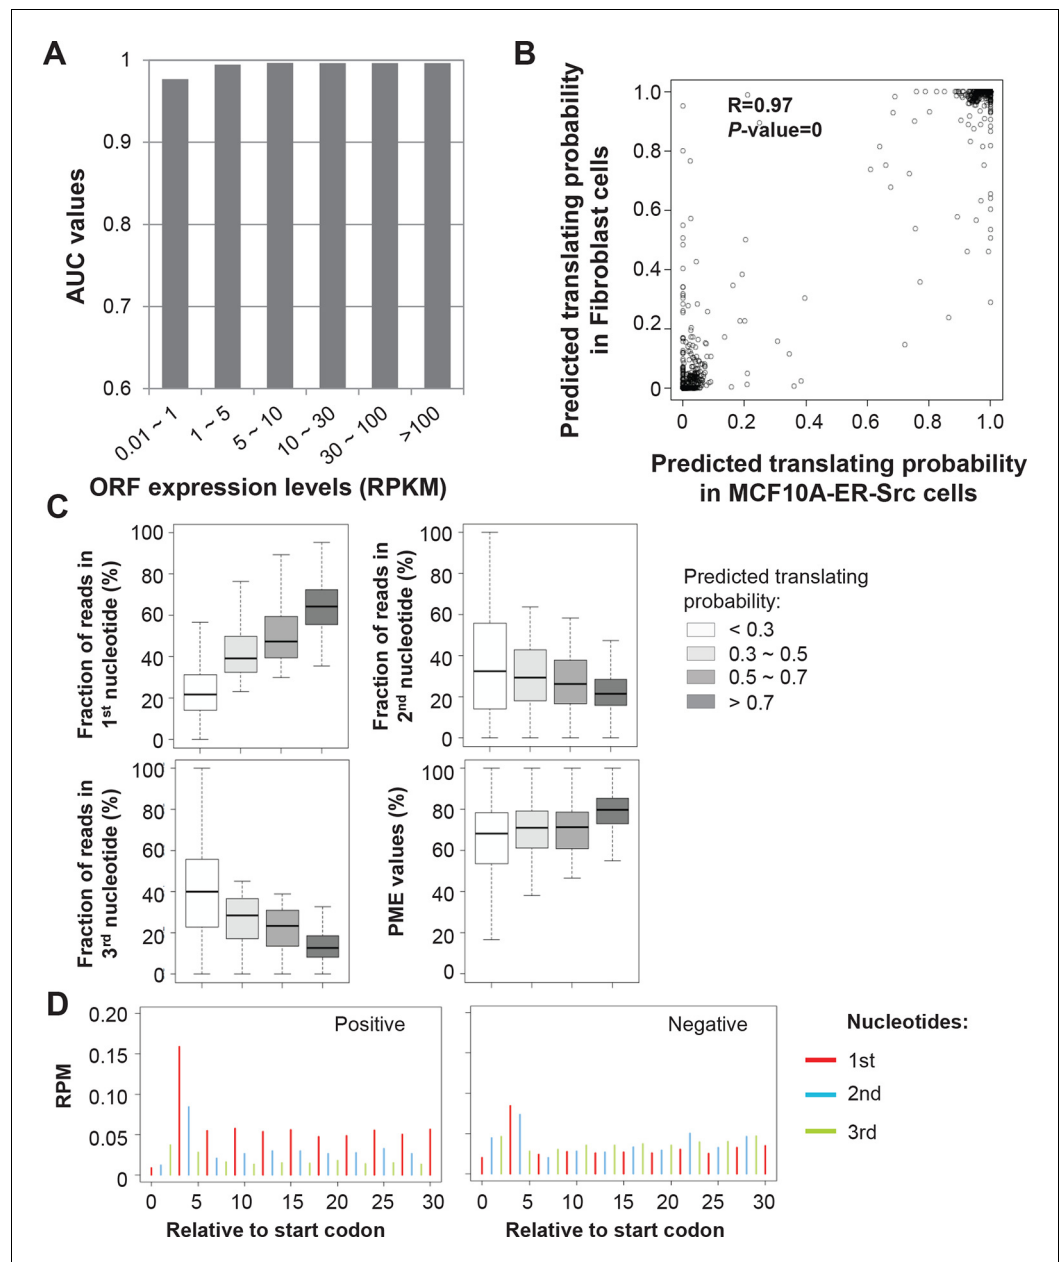 A
1
0.9
0.8
0.7
0.6
AUC values
0.01 ~ 1
1 ~ 5
5 ~ 10
10 ~ 30
30 ~ 100
>100
ORF expression levels (RPKM)
B
R=0.97
P-value=0
1.0
0.8
0.6
0.4
0.2
0
Predicted translating probability
in Fibroblast cells
0
0.2
0.4
0.6
0.8
1.0
Predicted translating probability
in MCF10A-ER-Src cells
C
100
80
60
40
20
0
Fraction of reads in
1st nucleotide (%)
100
80
60
40
20
0
Fraction of reads in
2nd nucleotide (%)
Predicted translating
probability:
< 0.3
0.3 ~ 0.5
0.5 ~ 0.7
> 0.7
100
80
60
40
20
0
Fraction of reads in
3rd nucleotide (%)
100
80
60
40
20
0
PME values (%)
D
Positive
0.20
0.15
0.10
0.05
0
RPM
0
5
10
15
20
25
30
Relative to start codon
Negative
0
5
10
15
20
25
30
Relative to start codon
Nucleotides:
1st
2nd
3rd